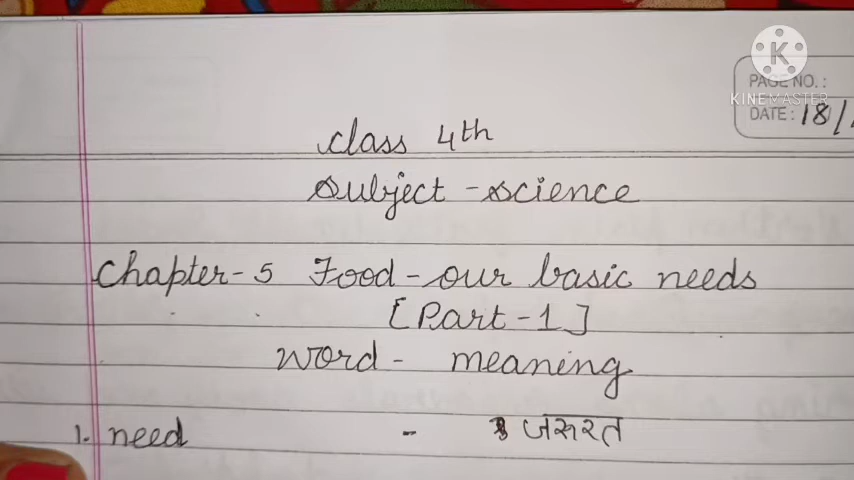 K
KINEMASTER
PAGE NO.:
DATE: 18/
class 4th
subject - science
chapter - 5 Food - our basic needs
[Part - 1]
word - meaning
1. need - जरूरत